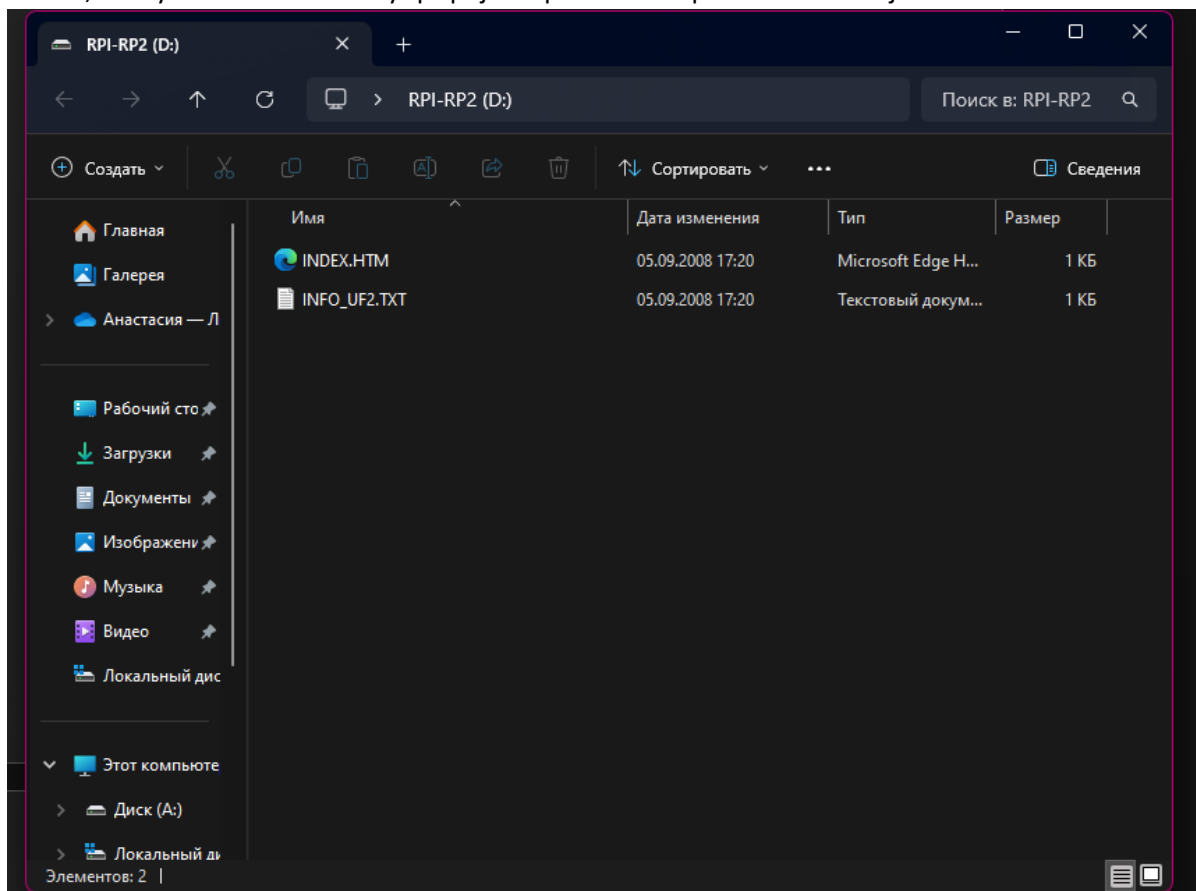 RPI-RP2 (D:)
RPI-RP2 (D:)
Поиск в: RPI-RP2
Создать
Сортировать
Сведения
Имя
Дата изменения
Тип
Размер
INDEX.HTM 05.09.2008 17:20 Microsoft Edge H... 1 КБ
INFO_UF2.TXT 05.09.2008 17:20 Текстовый докум... 1 КБ
Главная
Галерея
Анастасия — Л
Рабочий сто
Загрузки
Документы
Изображени
Музыка
Видео
Локальный дис
Этот компьюте
Диск (A:)
Локальный ди
Элементов: 2